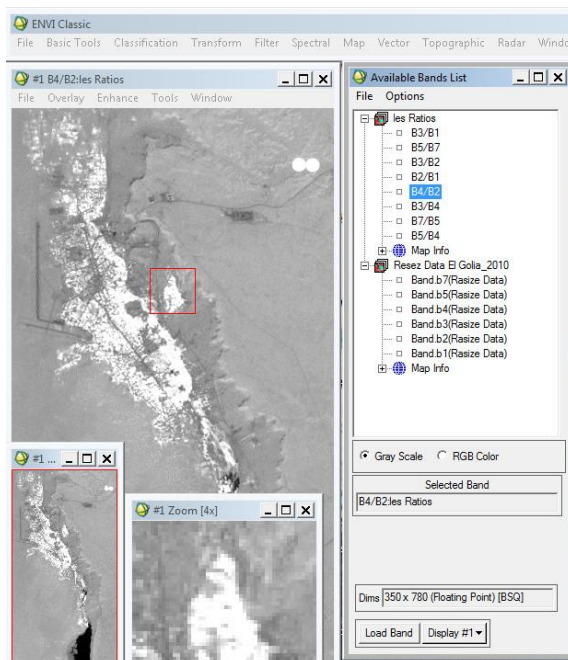 ENVI Classic
File Basic Tools Classification Transform Filter Spectral Map Vector Topographic Radar Windo
#1 B4/B2:les Ratios
File Overlay Enhance Tools Window
#1 ...
#1 Zoom [4x]
Available Bands List
File Options
les Ratios
B3/B1
B5/B7
B3/B2
B2/B1
B4/B2
B3/B4
B7/B5
B5/B4
Map Info
Resez Data El Golia_2010
Band.b7(Rasize Data)
Band.b5(Rasize Data)
Band.b4(Rasize Data)
Band.b3(Rasize Data)
Band.b2(Rasize Data)
Band.b1(Rasize Data)
Map Info
Gray Scale RGB Color
Selected Band
B4/B2:les Ratios
Dims 350 x 780 (Floating Point) [BSQ]
Load Band Display #1